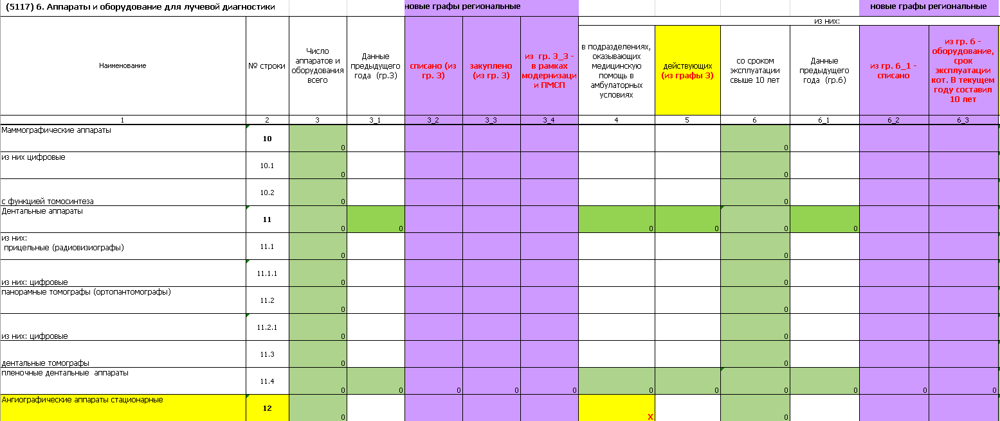 (5117) 6. Аппараты и оборудование для лучевой диагностики
новые графы региональные
новые графы региональные
из них:
Наименование
№ строки
Число
аппаратов и
оборудования
всего
Данные
предыдущего
года (гр.3)
списано (из
гр. 3)
закуплено
(из гр. 3)
из гр. 3_3 -
в рамках
модернизаци
и ПМСП
в подразделениях,
оказывающих
медицинскую
помощь в
амбулаторных
условиях
действующих
(из графы 3)
со сроком
эксплуатации
свыше 10 лет
Данные
предыдущего
года (гр.6)
из гр. 6_1 -
списано
из гр. 6 -
оборудование,
срок
эксплуатации
кот. В текущем
году составил
10 лет
1 2 3 3_1 3_2 3_3 3_4 4 5 6 6_1 6_2 6_3
Маммографические аппараты 10 0 0
из них цифровые 10.1 0 0
с функцией томосинтеза 10.2 0 0
Дентальные аппараты 11 0 0 0 0 0 0
из них:
прицельные (радиовизиографы) 11.1 0 0
из них: цифровые 11.1.1 0 0
панорамные томографы (ортопантомографы) 11.2 0 0
из них: цифровые 11.2.1 0 0
дентальные томографы 11.3 0 0
пленочные дентальные аппараты 11.4 0 0 0 0 0 0 0 0 0 0 0
Ангиографические аппараты стационарные 12 0 X 0